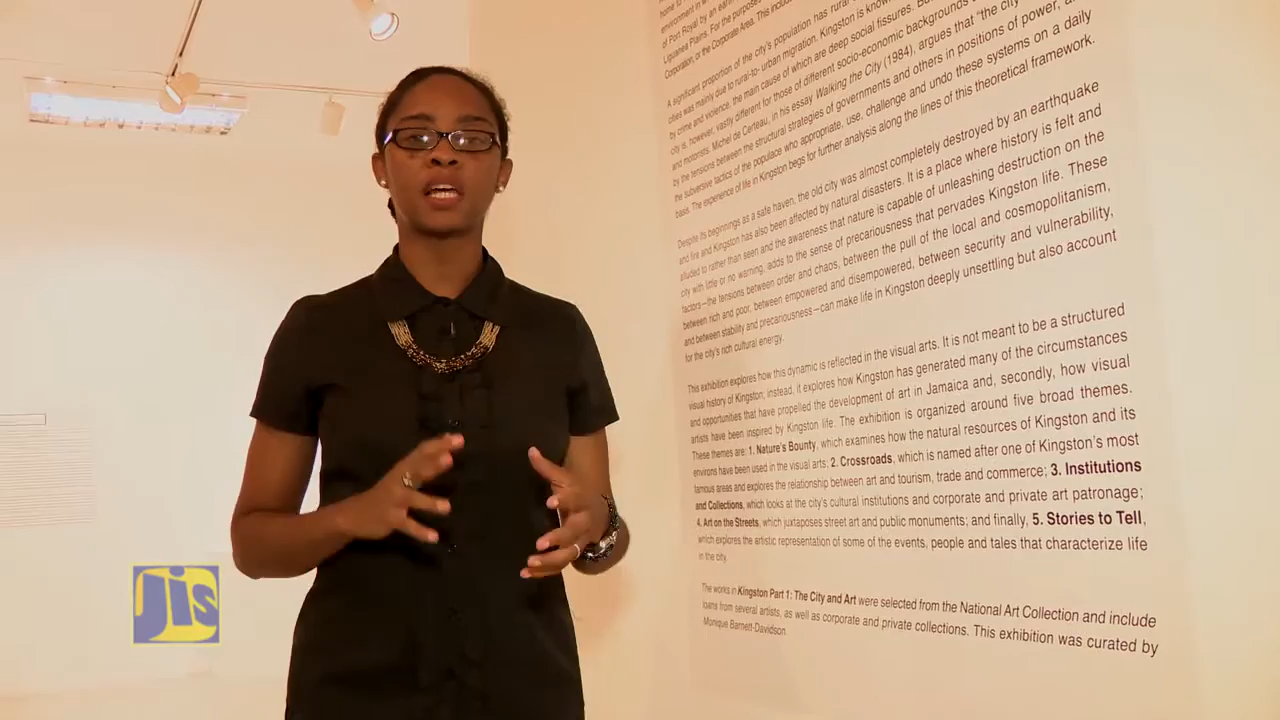 of Port Royal by an earth
Liguanea Plains. For the purposes
Corporation, or the Corporate Area. This inclu
A significant proportion of the city's population has rural
cities was mainly due to rural-to- urban migration. Kingston is know
by crime and violence, the main cause of which are deep social fissures. Bu
city is, however, vastly different for those of different socio-economic backgrounds
and motorists. Michel de Certeau, in his essay Walking the City (1984), argues that "the city
by the tensions between the structural strategies of governments and others in positions of power, a
the subversive tactics of the populace who appropriate, use, challenge and undo these systems on a daily
basis. The experience of life in Kingston begs for further analysis along the lines of this theoretical framework.
Despite its beginnings as a safe haven, the old city was almost completely destroyed by an earthquake
and fire and Kingston has also been affected by natural disasters. It is a place where history is felt and
alluded to rather than seen and the awareness that nature is capable of unleashing destruction on the
city with little or no warning, adds to the sense of precariousness that pervades Kingston life. These
factors—the tensions between order and chaos, between the pull of the local and cosmopolitanism,
between rich and poor, between empowered and disempowered, between security and vulnerability,
and between stability and precariousness—can make life in Kingston deeply unsettling but also account
for the city's rich cultural energy.
This exhibition explores how this dynamic is reflected in the visual arts. It is not meant to be a structured
visual history of Kingston; instead, it explores how Kingston has generated many of the circumstances
and opportunities that have propelled the development of art in Jamaica and, secondly, how visual
artists have been inspired by Kingston life. The exhibition is organized around five broad themes.
These themes are: 1. Nature's Bounty, which examines how the natural resources of Kingston and its
environs have been used in the visual arts; 2. Crossroads, which is named after one of Kingston's most
famous areas and explores the relationship between art and tourism, trade and commerce; 3. Institutions
and Collections, which looks at the city's cultural institutions and corporate and private art patronage;
4. Art on the Streets, which juxtaposes street art and public monuments; and finally, 5. Stories to Tell,
which explores the artistic representation of some of the events, people and tales that characterize life
in the city.
The works in Kingston Part 1: The City and Art were selected from the National Art Collection and include
loans from several artists, as well as corporate and private collections. This exhibition was curated by
Monique Barnett-Davidson.
Jis